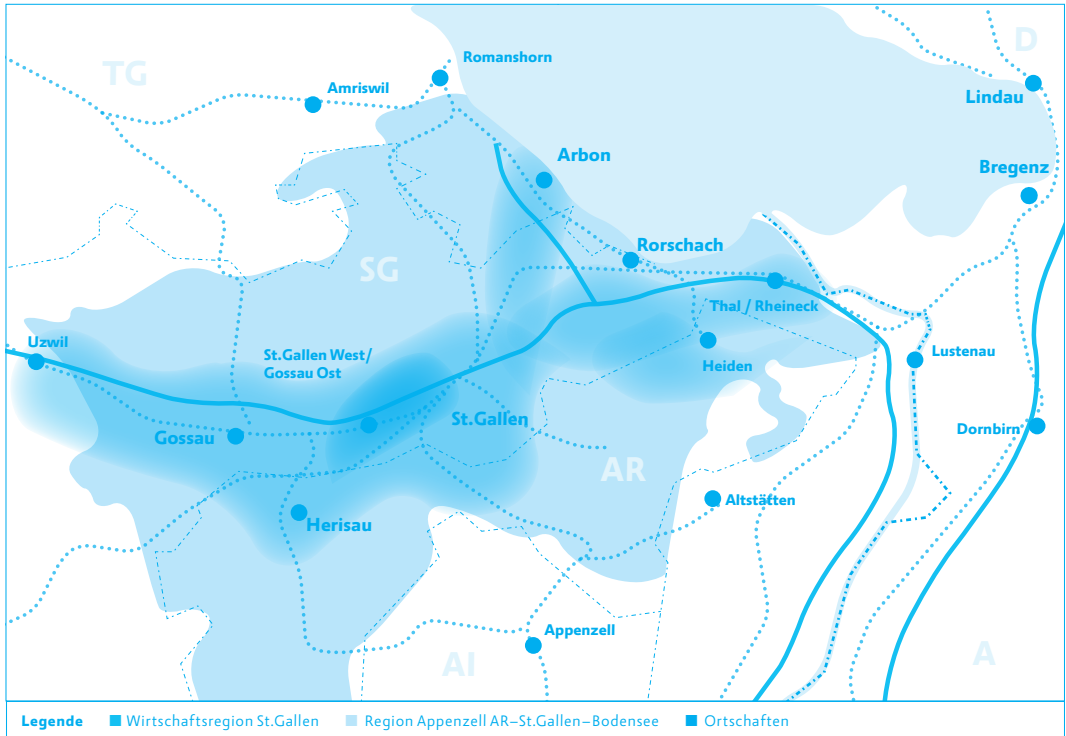 TG
D
Romanshorn
Amriswil
Lindau
Arbon
Bregenz
Rorschach
SG
Thal / Rheineck
Uzwil
St.Gallen West/
Gossau Ost
Heiden
Lustenau
St.Gallen
Gossau
Dornbirn
AR
Altstätten
Herisau
Appenzell
AI
A
Legende Wirtschaftsregion St.Gallen Region Appenzell AR–St.Gallen–Bodensee Ortschaften